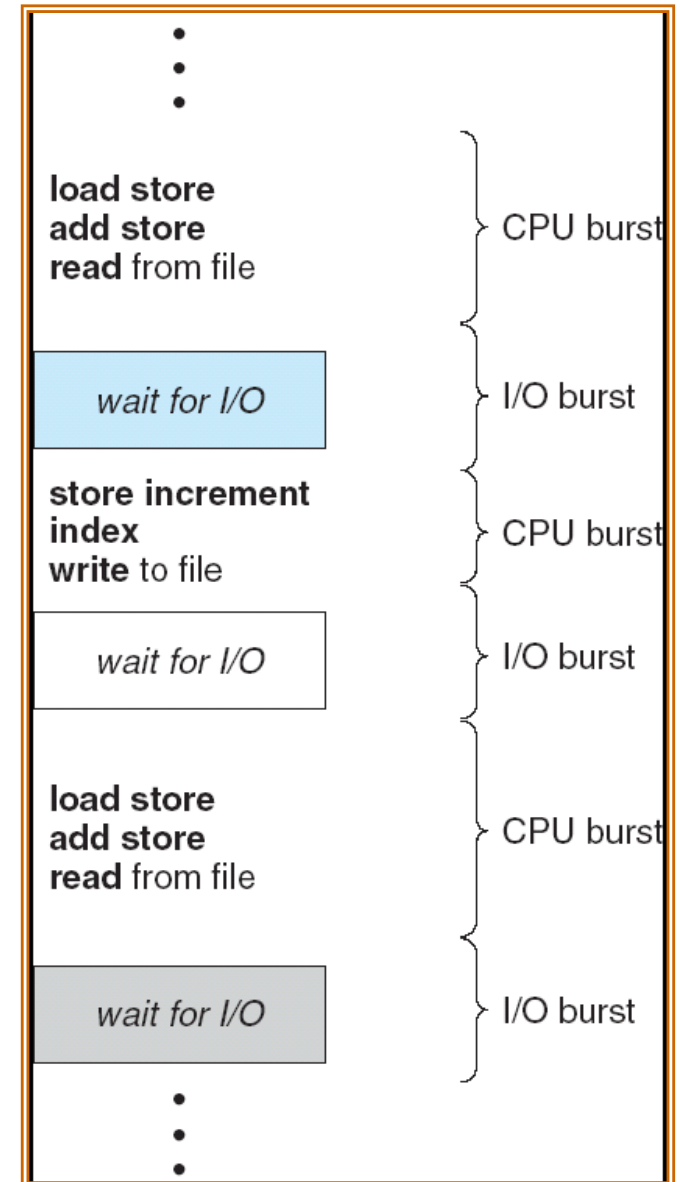 load store
add store
read from file
CPU burst
wait for I/O
I/O burst
store increment
index
write to file
CPU burst
wait for I/O
I/O burst
load store
add store
read from file
CPU burst
wait for I/O
I/O burst